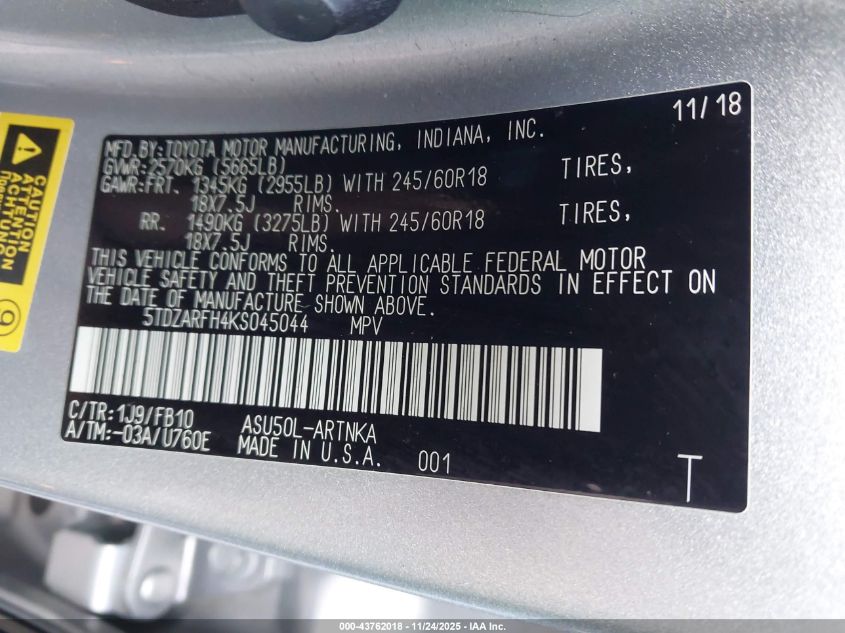 11/18
MFD.BY:TOYOTA MOTOR MANUFACTURING, INDIANA, INC.
GVWR:2570KG (5665LB)
GAWR:FRT. 1345KG (2955LB) WITH 245/60R18 TIRES,
18X7.5J RIMS.
RR. 1490KG (3275LB) WITH 245/60R18 TIRES,
18X7.5J RIMS.
THIS VEHICLE CONFORMS TO ALL APPLICABLE FEDERAL MOTOR
VEHICLE SAFETY AND THEFT PREVENTION STANDARDS IN EFFECT ON
THE DATE OF MANUFACTURE SHOWN ABOVE.
5TDZARFH4KS045044 MPV
C/TR:1J9/FB10 ASU50L-ARTNKA
A/TM:-03A/U760E MADE IN U.S.A. 001
T
CAUTION
ATTENTION
9
000-43762018 - 11/24/2025 - IAA Inc.